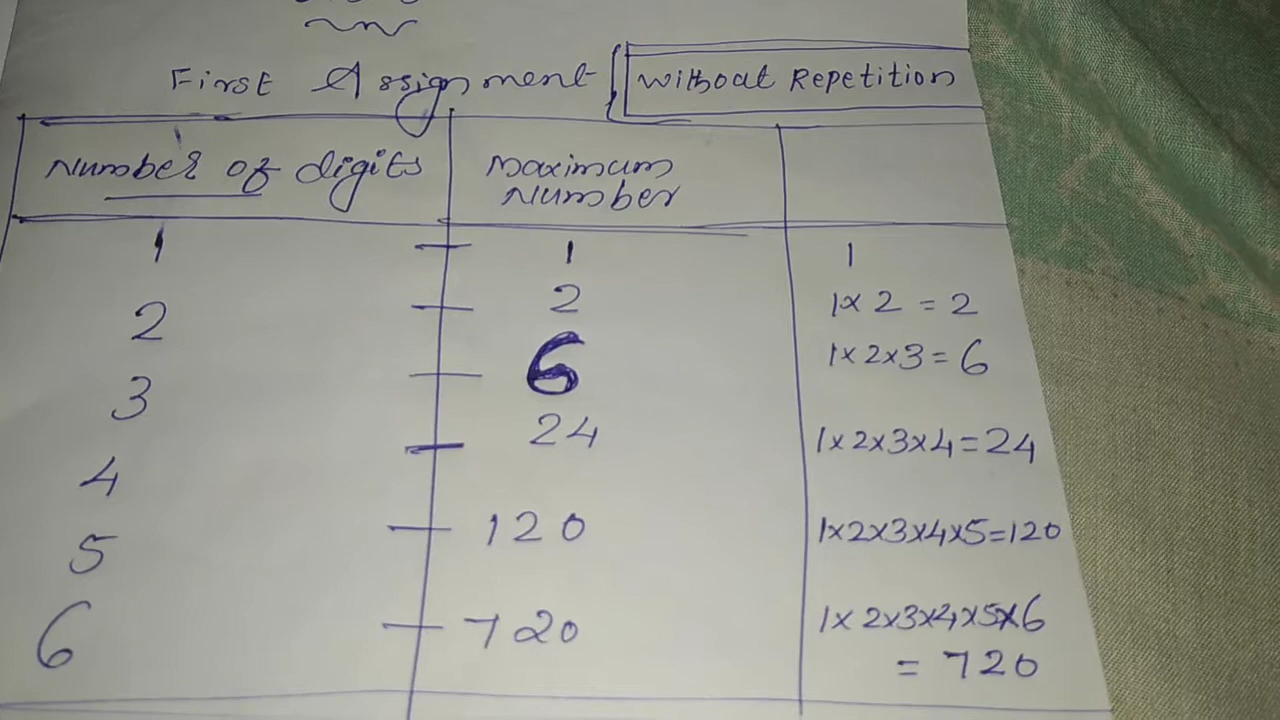 First Assignment without Repetition
Number of digits Maximum Number
1 1 1
2 2 1x2=2
3 6 1x2x3=6
4 24 1x2x3x4=24
5 120 1x2x3x4x5=120
6 720 1x2x3x4x5x6
=720